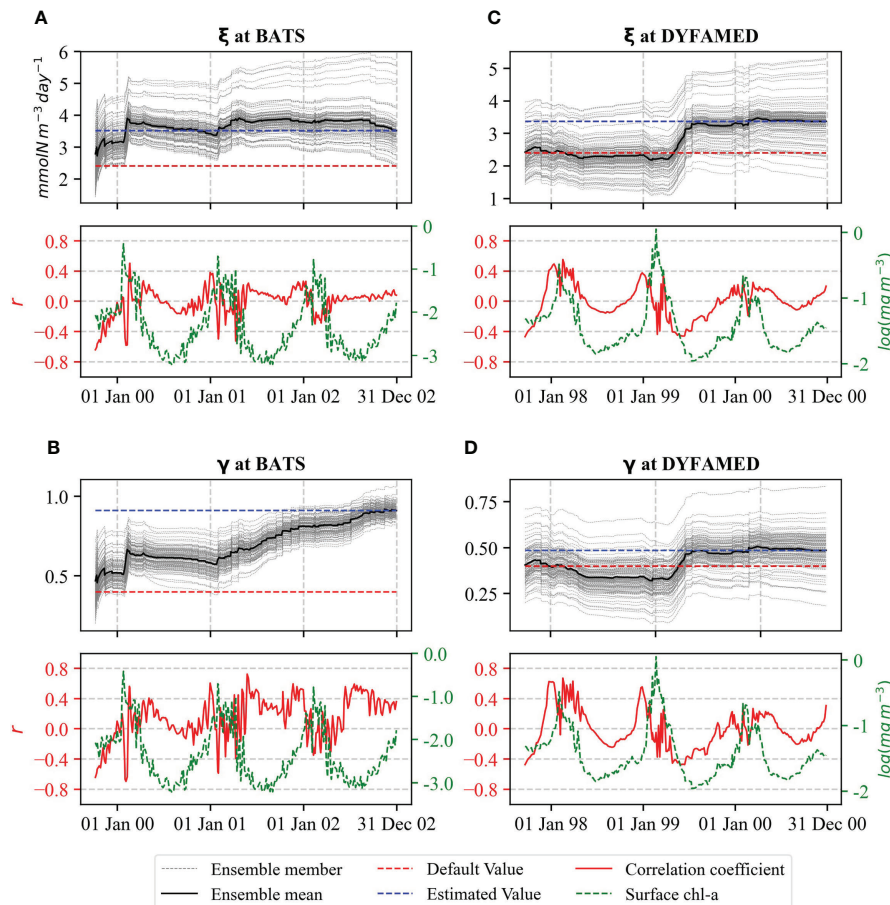 A
ξ at BATS
6
5
4
3
2
mmolN m⁻³ day⁻¹
0.8
0.4
0.0
−0.4
−0.8
r
0
−1
−2
−3
01 Jan 00 01 Jan 01 01 Jan 02 31 Dec 02
C
ξ at DYFAMED
5
4
3
2
1
0.8
0.4
0.0
−0.4
−0.8
0
−1
−2
log(mg m⁻³)
01 Jan 98 01 Jan 99 01 Jan 00 31 Dec 00
B
γ at BATS
1.0
0.5
0.8
0.4
0.0
−0.4
−0.8
r
0.0
−1.0
−2.0
−3.0
01 Jan 00 01 Jan 01 01 Jan 02 31 Dec 02
D
γ at DYFAMED
0.75
0.50
0.25
0.8
0.4
0.0
−0.4
−0.8
0
−1
−2
log(mg m⁻³)
01 Jan 98 01 Jan 99 01 Jan 00 31 Dec 00
Ensemble member Default Value Correlation coefficient
Ensemble mean Estimated Value Surface chl-a